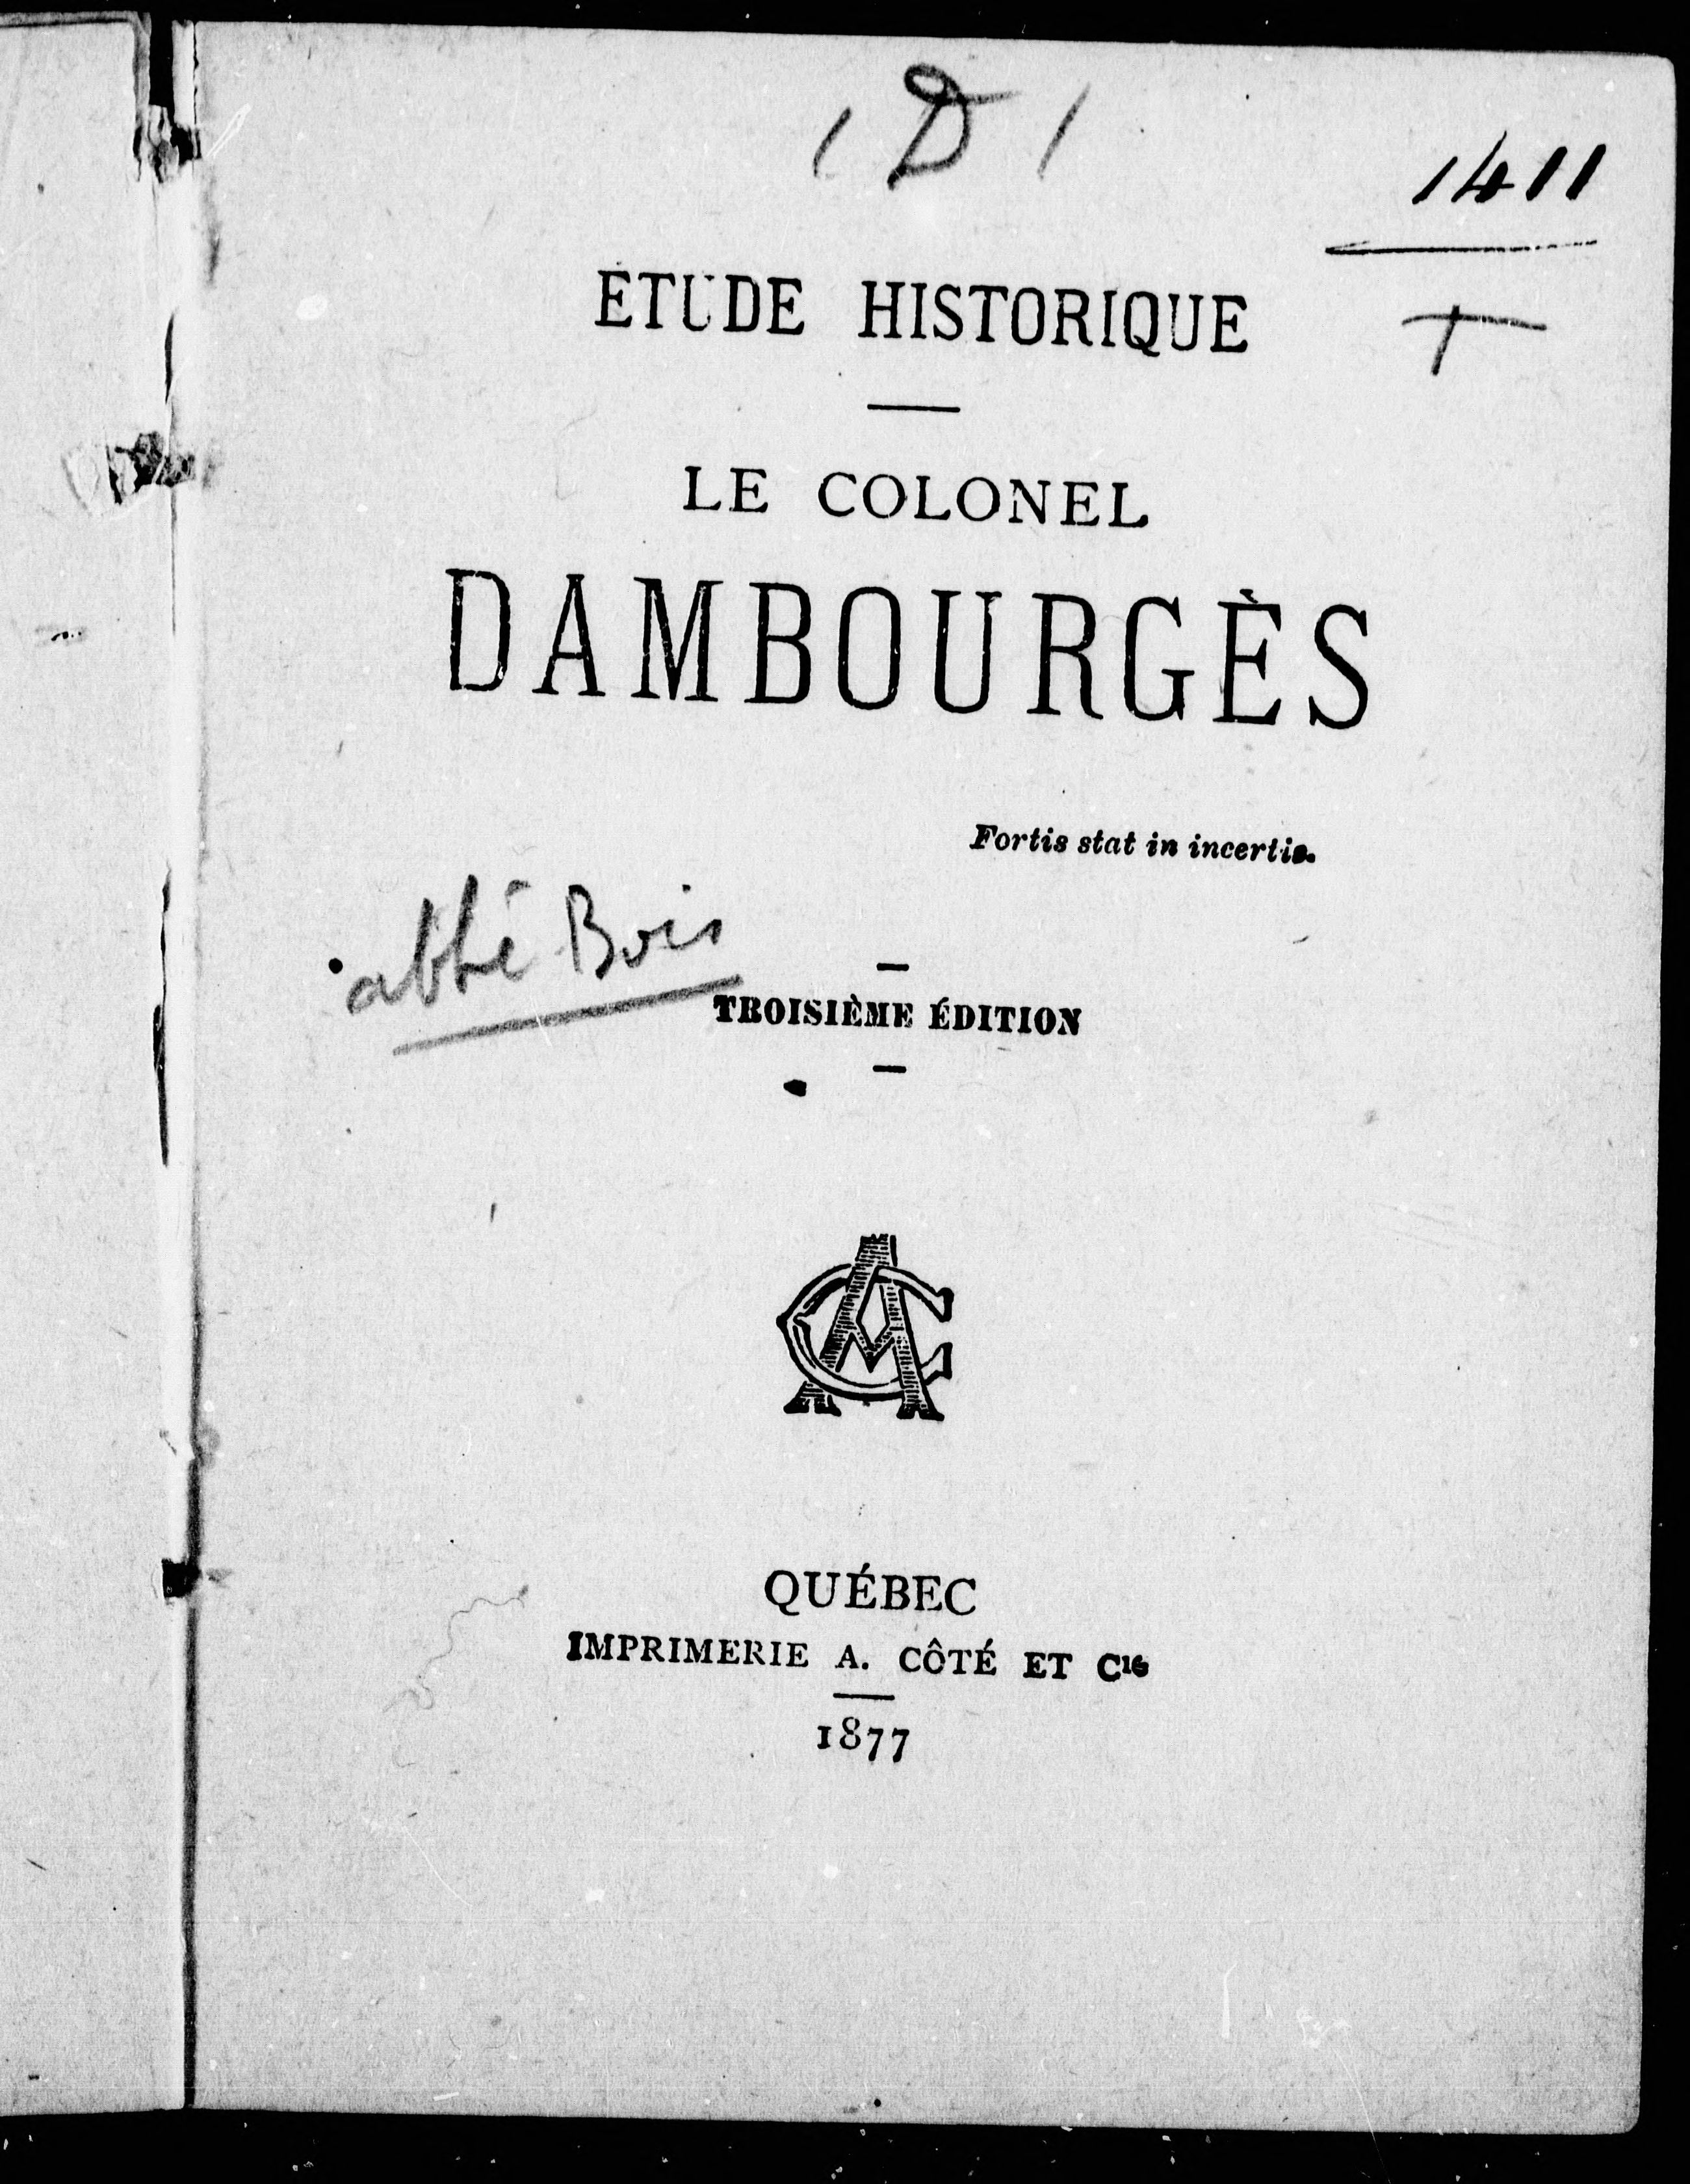 D
1411
ETUDE HISTORIQUE
LE COLONEL
DAMBOURGÈS
Fortis stat in incertis.
abbé Bois
TROISIÈME ÉDITION
AC
QUÉBEC
IMPRIMERIE A. CÔTÉ ET Cie
1877